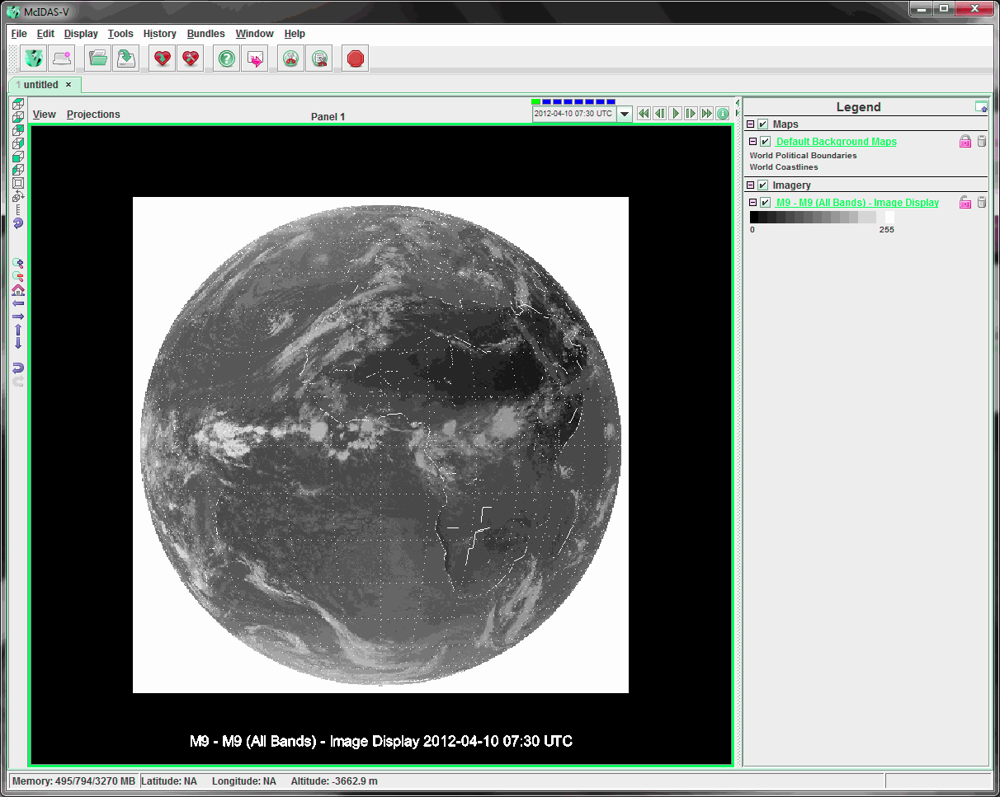 McIDAS-V
File Edit Display Tools History Bundles Window Help
1 untitled ×
View Projections
Panel 1
2012-04-10 07:30 UTC
Legend
Maps
Default Background Maps
World Political Boundaries
World Coastlines
Imagery
M9 - M9 (All Bands) - Image Display
0 255
M9 - M9 (All Bands) - Image Display 2012-04-10 07:30 UTC
Memory: 495/794/3270 MB Latitude: NA Longitude: NA Altitude: -3662.9 m